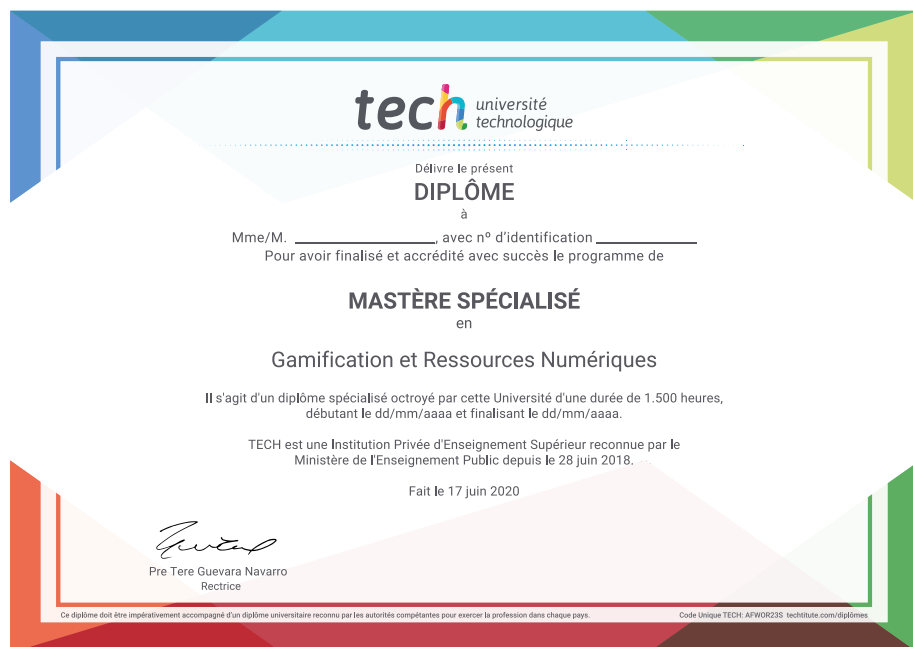 tech université
technologique
Délivre le présent
DIPLÔME
à
Mme/M. ____________, avec nº d'identification ____________
Pour avoir finalisé et accrédité avec succès le programme de
MASTÈRE SPÉCIALISÉ
en
Gamification et Ressources Numériques
Il s'agit d'un diplôme spécialisé octroyé par cette Université d'une durée de 1.500 heures,
débutant le dd/mm/aaaa et finalisant le dd/mm/aaaa.
TECH est une Institution Privée d'Enseignement Supérieur reconnue par le
Ministère de l'Enseignement Public depuis le 28 juin 2018.
Fait le 17 juin 2020
Pre Tere Guevara Navarro
Rectrice
Ce diplôme doit être impérativement accompagné d'un diplôme universitaire reconnu par les autorités compétentes pour exercer la profession dans chaque pays.
Code Unique TECH: AFWOR23S techtitute.com/diplômes